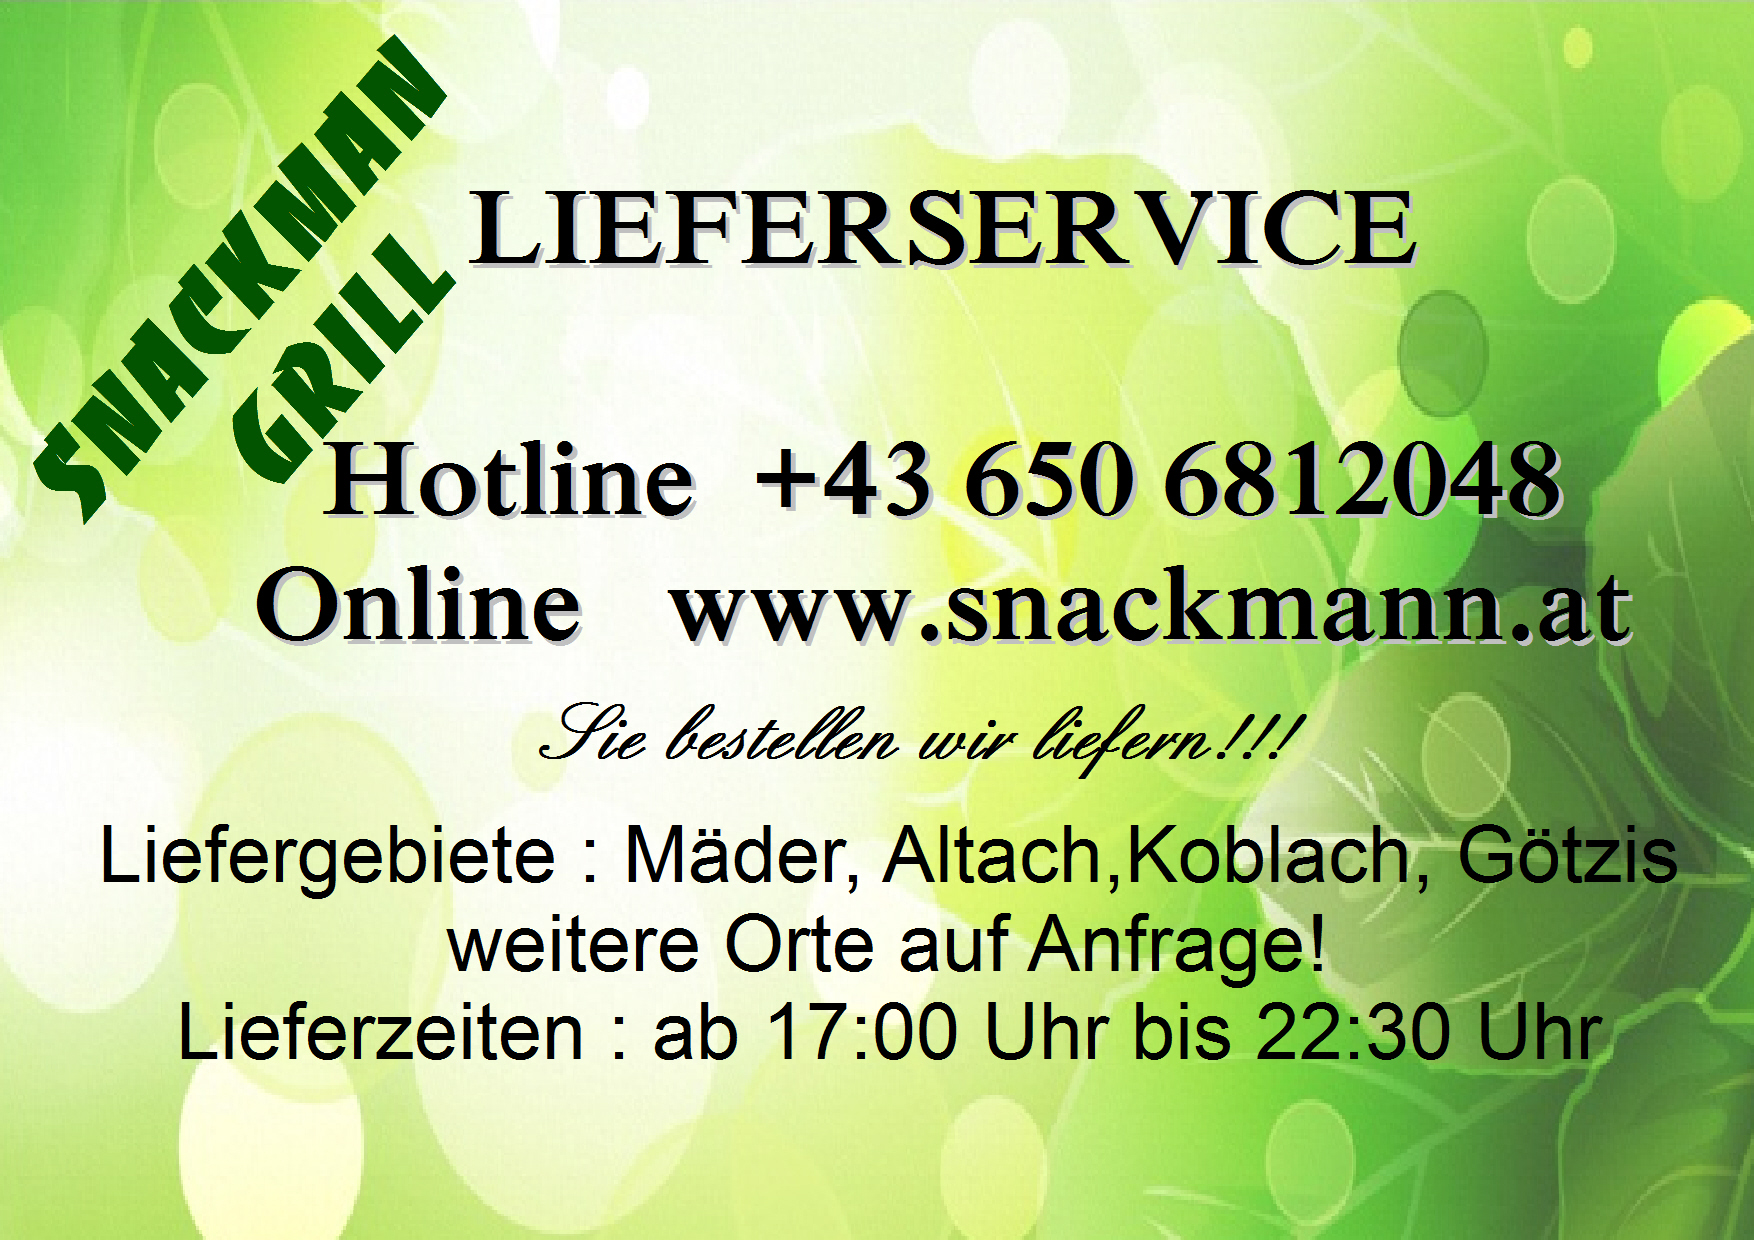 SNACKMAN
GRILL
LIEFERSERVICE
Hotline +43 650 6812048
Online www.snackmann.at
Sie bestellen wir liefern!!!
Liefergebiete : Mäder, Altach,Koblach, Götzis
weitere Orte auf Anfrage!
Lieferzeiten : ab 17:00 Uhr bis 22:30 Uhr